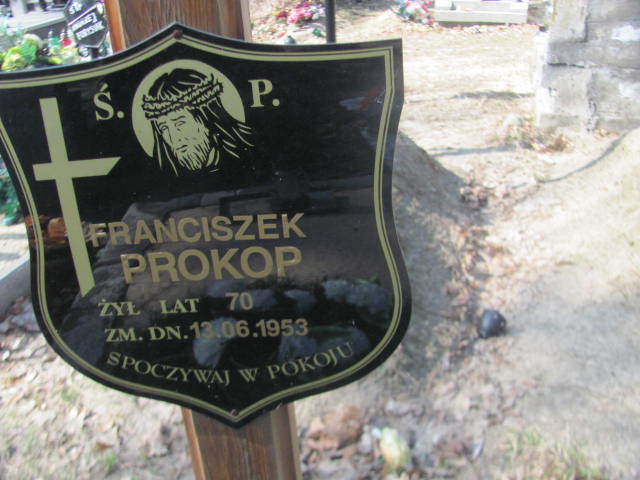 Ś. P.
FRANCISZEK
PROKOP
ŻYŁ LAT 70
ZM. DN. 13.06.1953
SPOCZYWAJ W POKOJU